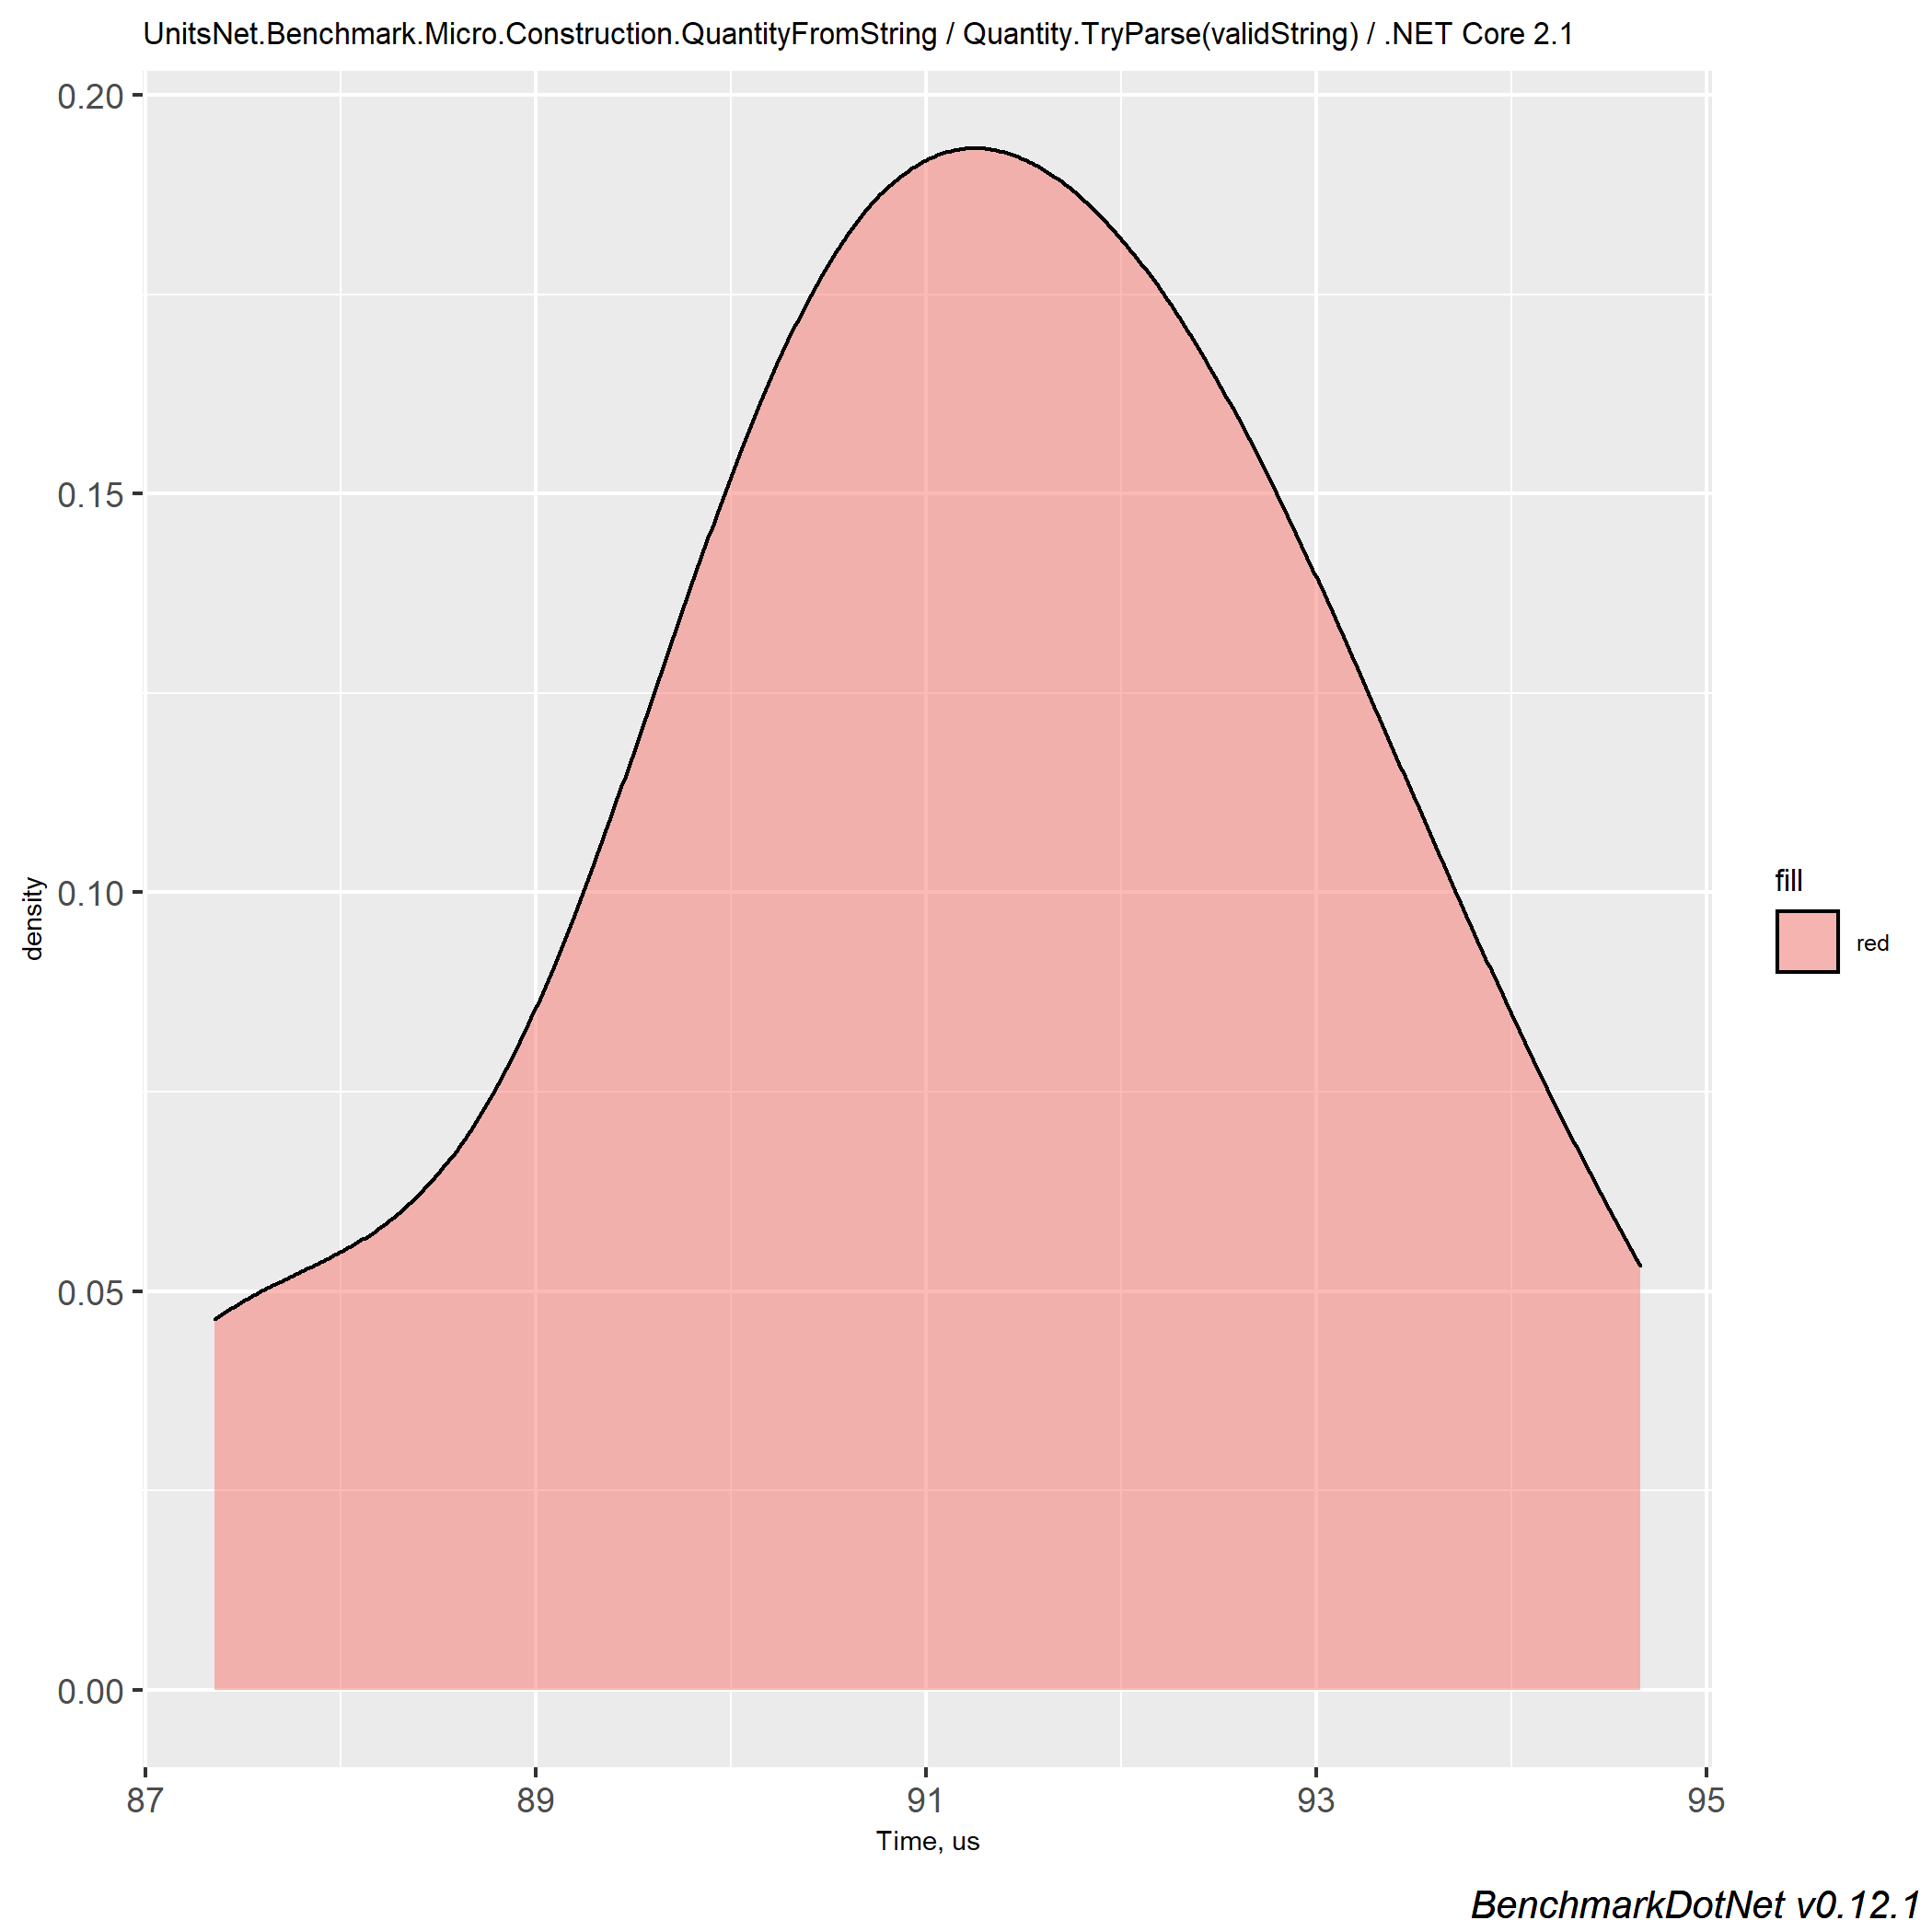 UnitsNet.Benchmark.Micro.Construction.QuantityFromString / Quantity.TryParse(validString) / .NET Core 2.1
0.20
0.15
0.10
0.05
0.00
density
87 89 91 93 95
Time, us
fill
red
BenchmarkDotNet v0.12.1